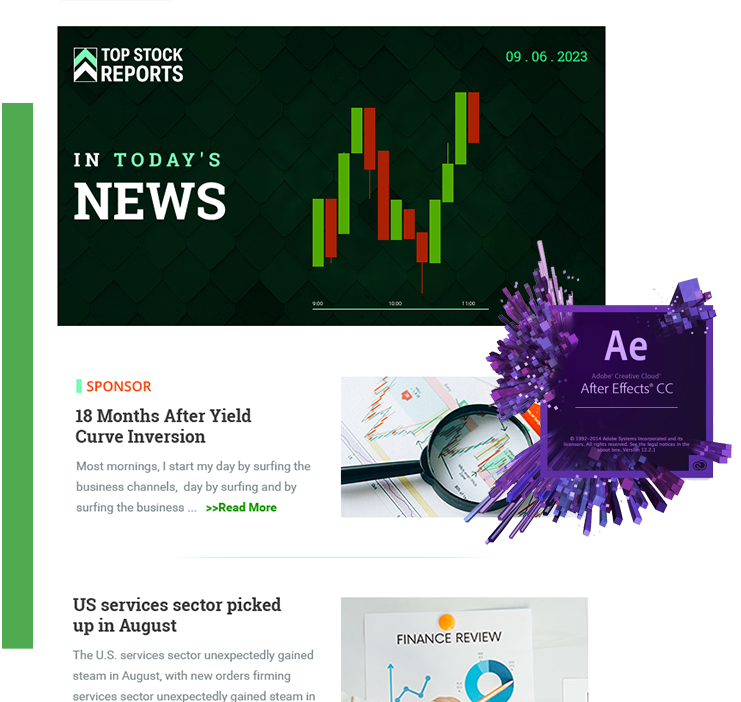 TOP STOCK
REPORTS
09 . 06 . 2023
IN TODAY'S
NEWS
9:00 10:00 11:00
Ae
Adobe® Creative Cloud™
After Effects® CC
© 1992–2014 Adobe Systems Incorporated and its
licensors. All rights reserved. See the legal notices in the
about box. Version 12.2.1
SPONSOR
18 Months After Yield
Curve Inversion
Most mornings, I start my day by surfing the
business channels, day by surfing and by
surfing the business ... >>Read More
US services sector picked
up in August
The U.S. services sector unexpectedly gained
steam in August, with new orders firming
services sector unexpectedly gained steam in
FINANCE REVIEW